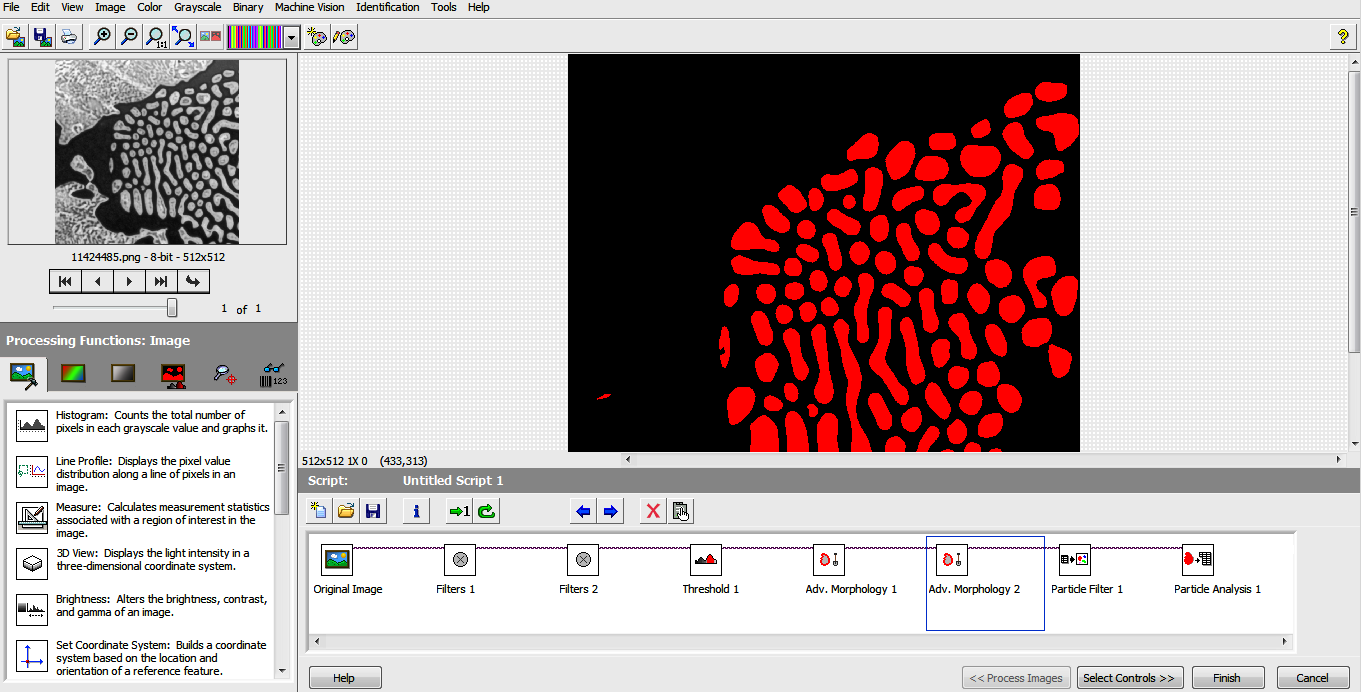 File Edit View Image Color Grayscale Binary Machine Vision Identification Tools Help
1:1
?
11424485.png - 8-bit - 512x512
1 of 1
Processing Functions: Image
123
Histogram: Counts the total number of
pixels in each grayscale value and graphs it.
Line Profile: Displays the pixel value
distribution along a line of pixels in an
image.
Measure: Calculates measurement statistics
associated with a region of interest in the
image.
3D View: Displays the light intensity in a
three-dimensional coordinate system.
Brightness: Alters the brightness, contrast,
and gamma of an image.
Set Coordinate System: Builds a coordinate
system based on the location and
orientation of a reference feature.
512x512 1X 0 (433,313)
Script: Untitled Script 1
i
1
Original Image
Filters 1
Filters 2
Threshold 1
Adv. Morphology 1
Adv. Morphology 2
Particle Filter 1
Particle Analysis 1
Help
<< Process Images
Select Controls >>
Finish
Cancel